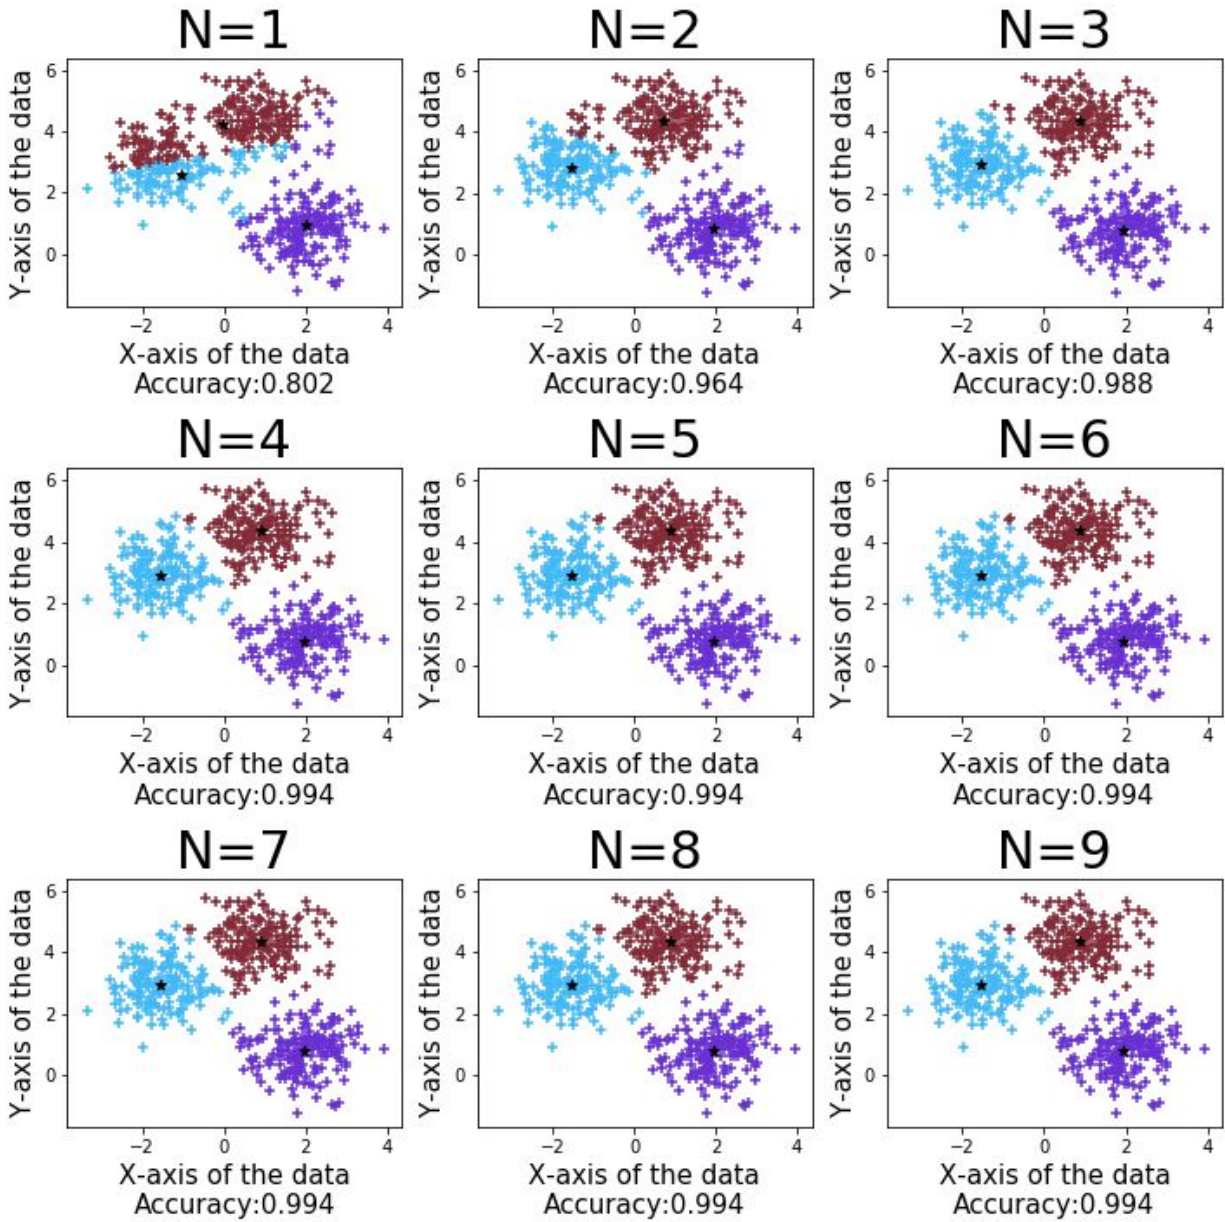 N=1
N=2
N=3
Y-axis of the data
6
4
2
0
−2
0
2
4
X-axis of the data
Accuracy:0.802
Y-axis of the data
6
4
2
0
−2
0
2
4
X-axis of the data
Accuracy:0.964
Y-axis of the data
6
4
2
0
−2
0
2
4
X-axis of the data
Accuracy:0.988
N=4
N=5
N=6
Y-axis of the data
6
4
2
0
−2
0
2
4
X-axis of the data
Accuracy:0.994
Y-axis of the data
6
4
2
0
−2
0
2
4
X-axis of the data
Accuracy:0.994
Y-axis of the data
6
4
2
0
−2
0
2
4
X-axis of the data
Accuracy:0.994
N=7
N=8
N=9
Y-axis of the data
6
4
2
0
−2
0
2
4
X-axis of the data
Accuracy:0.994
Y-axis of the data
6
4
2
0
−2
0
2
4
X-axis of the data
Accuracy:0.994
Y-axis of the data
6
4
2
0
−2
0
2
4
X-axis of the data
Accuracy:0.994